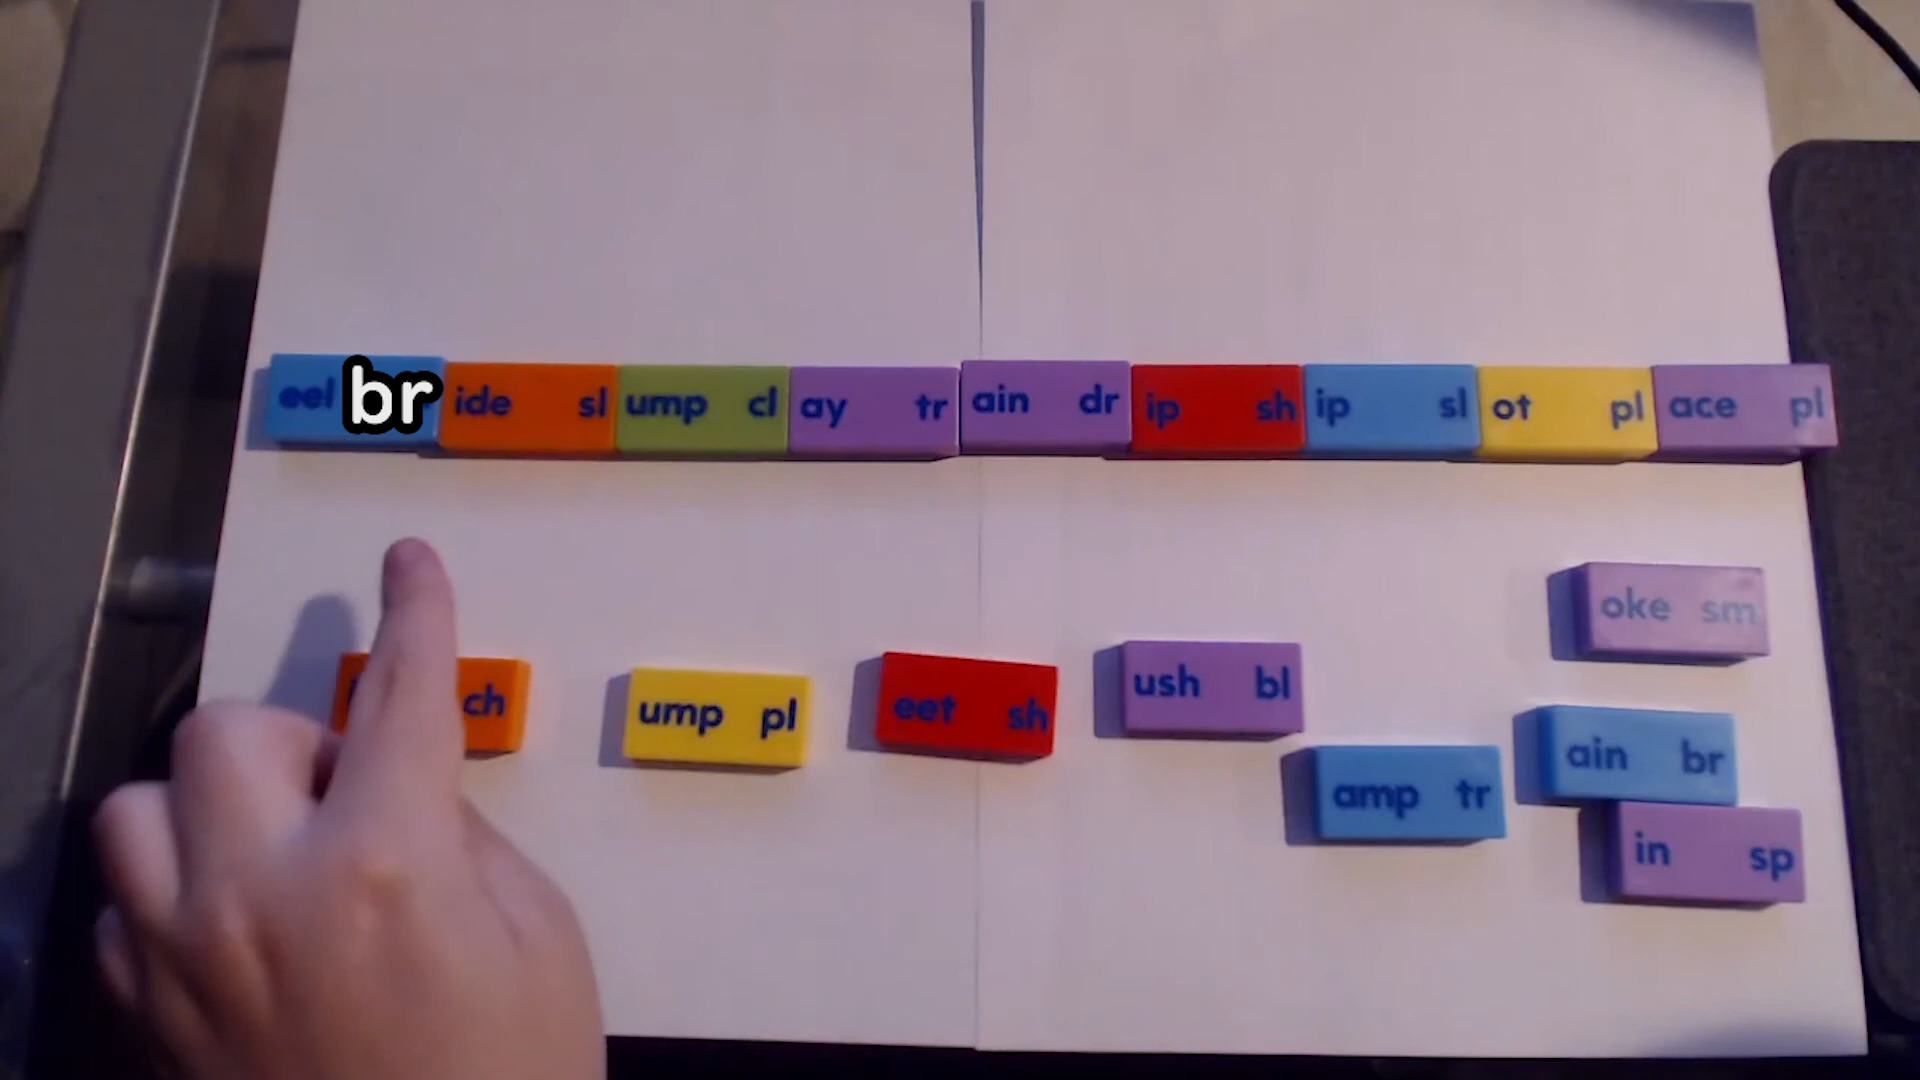 eel br ide sl ump cl ay tr ain dr ip sh ip sl ot pl ace pl
oke sm
ch ump pl eet sh ush bl
ain br
amp tr
in sp